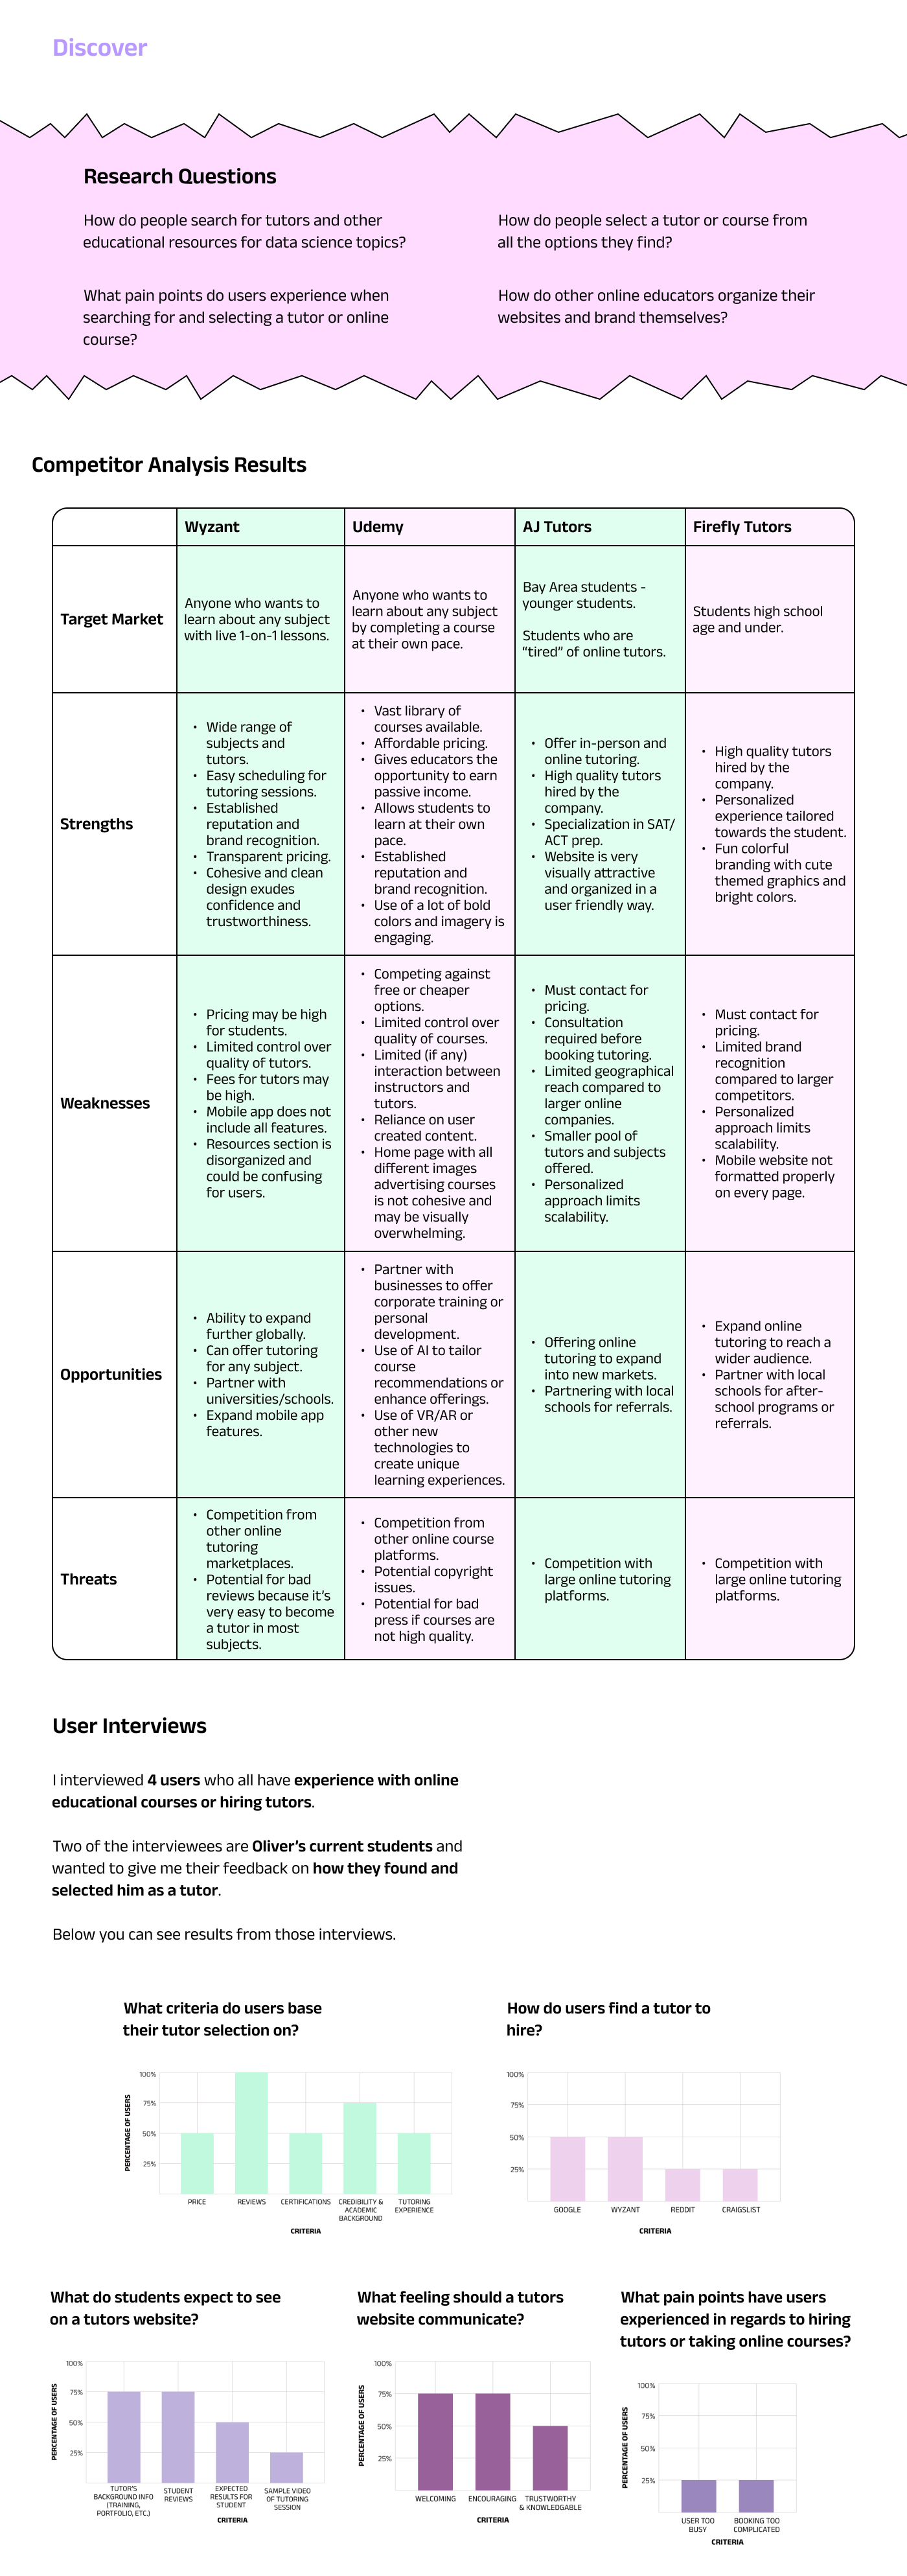 Discover
Research Questions
How do people search for tutors and other
educational resources for data science topics?
How do people select a tutor or course from
all the options they find?
What pain points do users experience when
searching for and selecting a tutor or online
course?
How do other online educators organize their
websites and brand themselves?
Competitor Analysis Results
Wyzant
Udemy
AJ Tutors
Firefly Tutors
Target Market
Anyone who wants to
learn about any subject
with live 1-on-1 lessons.
Anyone who wants to
learn about any subject
by completing a course
at their own pace.
Bay Area students -
younger students.
Students who are
“tired” of online tutors.
Students high school
age and under.
Strengths
• Wide range of
subjects and
tutors.
• Easy scheduling for
tutoring sessions.
• Established
reputation and
brand recognition.
• Transparent pricing.
• Cohesive and clean
design exudes
confidence and
trustworthiness.
• Vast library of
courses available.
• Affordable pricing.
• Gives educators the
opportunity to earn
passive income.
• Allows students to
learn at their own
pace.
• Established
reputation and
brand recognition.
• Use of a lot of bold
colors and imagery is
engaging.
• Offer in-person and
online tutoring.
• High quality tutors
hired by the
company.
• Specialization in SAT/
ACT prep.
• Website is very
visually attractive
and organized in a
user friendly way.
• High quality tutors
hired by the
company.
• Personalized
experience tailored
towards the student.
• Fun colorful
branding with cute
themed graphics and
bright colors.
Weaknesses
• Pricing may be high
for students.
• Limited control over
quality of tutors.
• Fees for tutors may
be high.
• Mobile app does not
include all features.
• Resources section is
disorganized and
could be confusing
for users.
• Competing against
free or cheaper
options.
• Limited control over
quality of courses.
• Limited (if any)
interaction between
instructors and
tutors.
• Reliance on user
created content.
• Home page with all
different images
advertising courses
is not cohesive and
may be visually
overwhelming.
• Must contact for
pricing.
• Consultation
required before
booking tutoring.
• Limited geographical
reach compared to
larger online
companies.
• Smaller pool of
tutors and subjects
offered.
• Personalized
approach limits
scalability.
• Must contact for
pricing.
• Limited brand
recognition
compared to larger
competitors.
• Personalized
approach limits
scalability.
• Mobile website not
formatted properly
on every page.
Opportunities
• Ability to expand
further globally.
• Can offer tutoring
for any subject.
• Partner with
universities/schools.
• Expand mobile app
features.
• Partner with
businesses to offer
corporate training or
personal
development.
• Use of AI to tailor
course
recommendations or
enhance offerings.
• Use of VR/AR or
other new
technologies to
create unique
learning experiences.
• Offering online
tutoring to expand
into new markets.
• Partnering with local
schools for referrals.
• Expand online
tutoring to reach a
wider audience.
• Partner with local
schools for after-
school programs or
referrals.
Threats
• Competition from
other online
tutoring
marketplaces.
• Potential for bad
reviews because it’s
very easy to become
a tutor in most
subjects.
• Competition from
other online course
platforms.
• Potential copyright
issues.
• Potential for bad
press if courses are
not high quality.
• Competition with
large online tutoring
platforms.
• Competition with
large online tutoring
platforms.
User Interviews
I interviewed 4 users who all have experience with online
educational courses or hiring tutors.
Two of the interviewees are Oliver’s current students and
wanted to give me their feedback on how they found and
selected him as a tutor.
Below you can see results from those interviews.
What criteria do users base
their tutor selection on?
PERCENTAGE OF USERS
100%
75%
50%
25%
PRICE
REVIEWS
CERTIFICATIONS
CREDIBILITY &
ACADEMIC
BACKGROUND
TUTORING
EXPERIENCE
CRITERIA
How do users find a tutor to
hire?
100%
75%
50%
25%
GOOGLE
WYZANT
REDDIT
CRAIGSLIST
CRITERIA
What do students expect to see
on a tutors website?
PERCENTAGE OF USERS
100%
75%
50%
25%
TUTOR'S
BACKGROUND INFO
(TRAINING,
PORTFOLIO, ETC.)
STUDENT
REVIEWS
EXPECTED
RESULTS FOR
STUDENT
SAMPLE VIDEO
OF TUTORING
SESSION
CRITERIA
What feeling should a tutors
website communicate?
PERCENTAGE OF USERS
100%
75%
50%
25%
WELCOMING
ENCOURAGING
TRUSTWORTHY
& KNOWLEDGABLE
CRITERIA
What pain points have users
experienced in regards to hiring
tutors or taking online courses?
PERCENTAGE OF USERS
100%
75%
50%
25%
USER TOO
BUSY
BOOKING TOO
COMPLICATED
CRITERIA